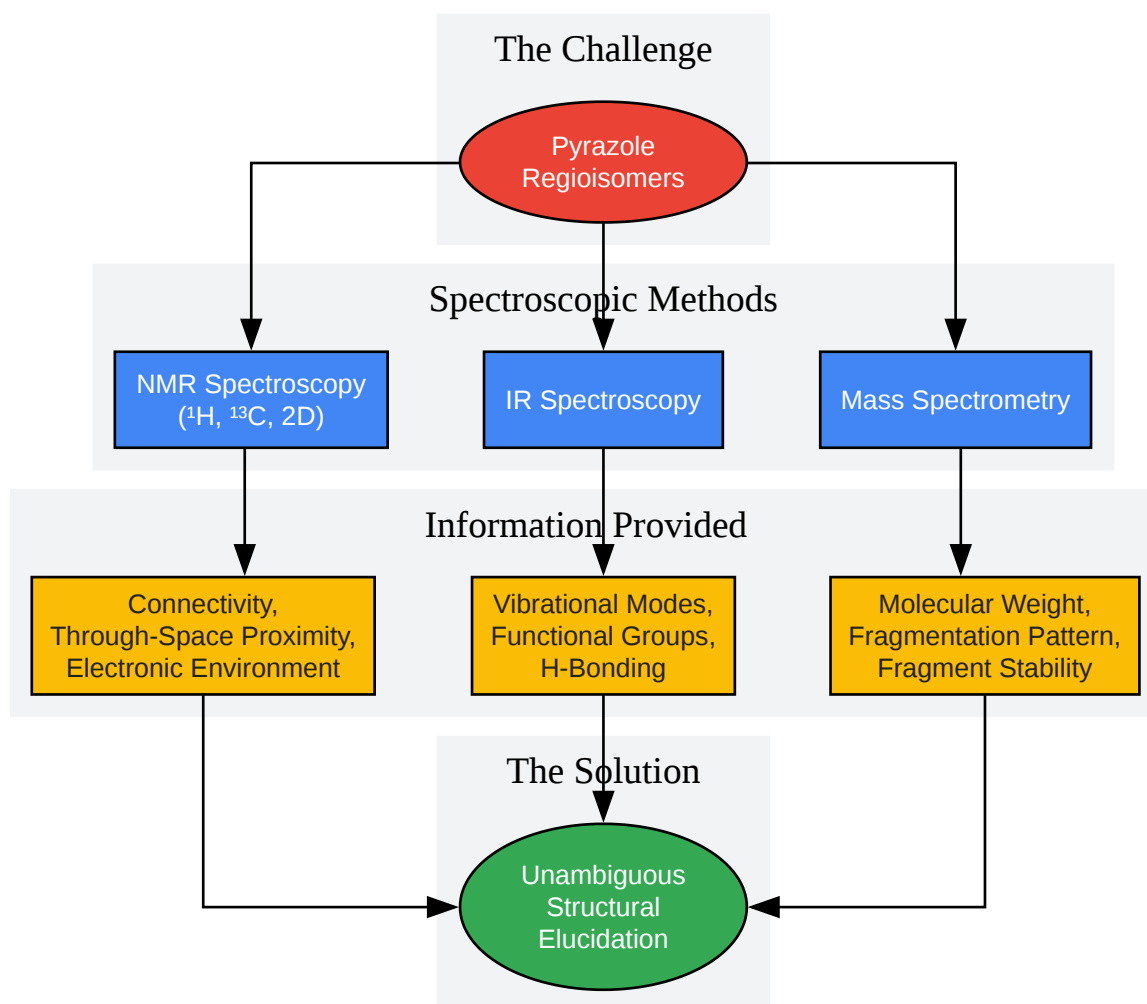 The Challenge
Pyrazole
Regioisomers
Spectroscopic Methods
NMR Spectroscopy
(¹H, ¹³C, 2D)
IR Spectroscopy
Mass Spectrometry
Information Provided
Connectivity,
Through-Space Proximity,
Electronic Environment
Vibrational Modes,
Functional Groups,
H-Bonding
Molecular Weight,
Fragmentation Pattern,
Fragment Stability
The Solution
Unambiguous
Structural
Elucidation